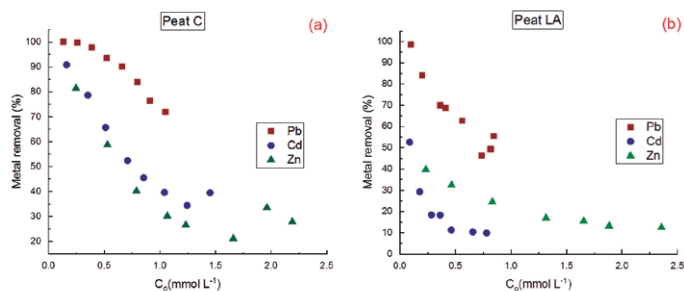 Peat C
(a)
Metal removal (%)
100
90
80
70
60
50
40
30
20
Pb
Cd
Zn
0.0 0.5 1.0 1.5 2.0 2.5
C₀(mmol L⁻¹)
Peat LA
(b)
Metal removal (%)
100
90
80
70
60
50
40
30
20
10
0
Pb
Cd
Zn
0.0 0.5 1.0 1.5 2.0 2.5
C₀(mmol L⁻¹)